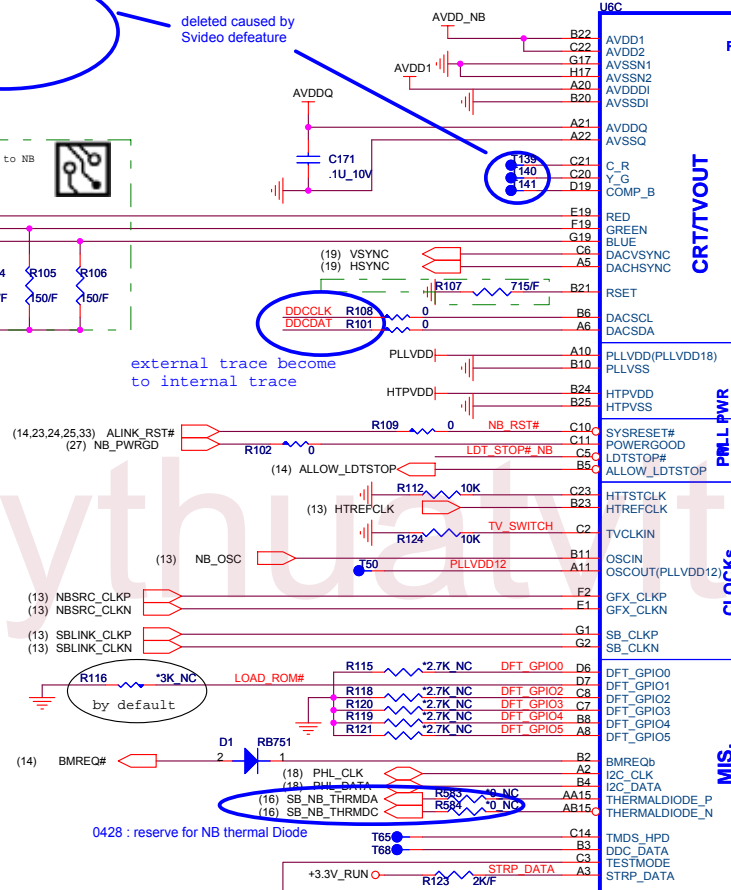 U6C
deleted caused by
Svideo defeature
AVDD_NB
B22 AVDD1
C22 AVDD2
G17 AVSSN1
H17 AVSSN2
AVDD1
A20 AVDDDI
B20 AVSSDI
AVDDQ
A21 AVDDQ
A22 AVSSQ
to NB
C171
.1U_10V
T139 C21 C_R
T140 C20 Y_G
T141 D19 COMP_B
CRT/TVOUT
E19 RED
F19 GREEN
G19 BLUE
(19) VSYNC C6 DACVSYNC
(19) HSYNC A5 DACHSYNC
R105 R106
150/F 150/F
R107 715/F B21 RSET
DDCCLK R108 0 B6 DACSCL
DDCDAT R101 0 A6 DACSDA
external trace become
to internal trace
PLLVDD A10 PLLVDD(PLLVDD18)
B10 PLLVSS
HTPVDD B24 HTPVDD
B25 HTPVSS
PLL PWR
(14,23,24,25,33) ALINK_RST# R109 0 NB_RST# C10 SYSRESET#
(27) NB_PWRGD R102 0 C11 POWERGOOD
LDT_STOP#_NB C5 LDTSTOP#
(14) ALLOW_LDTSTOP B5 ALLOW_LDTSTOP
PM
R112 10K C23 HTTSTCLK
(13) HTREFCLK B23 HTREFCLK
R124 10K TV_SWITCH C2 TVCLKIN
ythuatvit
(13) NB_OSC B11 OSCIN
T50 PLLVDD12 A11 OSCOUT(PLLVDD12)
CLOCKs
(13) NBSRC_CLKP F2 GFX_CLKP
(13) NBSRC_CLKN E1 GFX_CLKN
(13) SBLINK_CLKP G1 SB_CLKP
(13) SBLINK_CLKN G2 SB_CLKN
R115 *2.7K_NC DFT_GPIO0 D6 DFT_GPIO0
R116 *3K_NC LOAD_ROM# D7 DFT_GPIO1
by default
R118 *2.7K_NC DFT_GPIO2 C8 DFT_GPIO2
R120 *2.7K_NC DFT_GPIO3 C7 DFT_GPIO3
R119 *2.7K_NC DFT_GPIO4 B8 DFT_GPIO4
R121 *2.7K_NC DFT_GPIO5 A8 DFT_GPIO5
MIS.
D1 RB751
(14) BMREQ# 2 1 B2 BMREQb
(18) PHL_CLK A2 I2C_CLK
(18) PHL_DATA B4 I2C_DATA
(16) SB_NB_THRMDA R583 *0_NC AA15 THERMALDIODE_P
(16) SB_NB_THRMDC R584 *0_NC AB15 THERMALDIODE_N
0428 : reserve for NB thermal Diode
T65 C14 TMDS_HPD
T68 B3 DDC_DATA
C3 TESTMODE
+3.3V_RUN R123 2K/F STRP_DATA A3 STRP_DATA